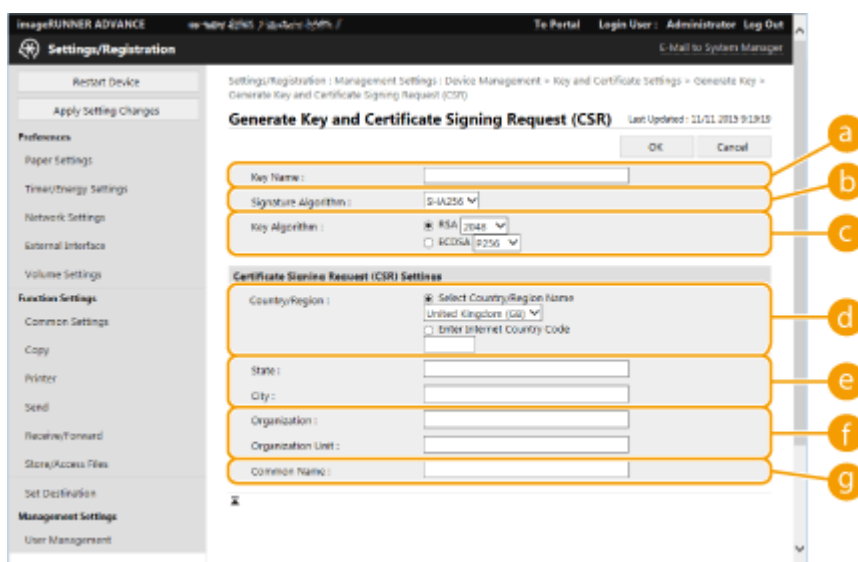 imageRUNNER ADVANCE
To Portal Login User : Administrator Log Out
Settings/Registration
E-Mail to System Manager
Restart Device
Apply Setting Changes
Preferences
Paper Settings
Timer/Energy Settings
Network Settings
External Interface
Volume Settings
Function Settings
Common Settings
Copy
Printer
Send
Receive/Forward
Store/Access Files
Set Destination
Management Settings
User Management
Settings/Registration : Management Settings : Device Management > Key and Certificate Settings > Generate Key >
Generate Key and Certificate Signing Request (CSR)
Generate Key and Certificate Signing Request (CSR)
Last Updated : 11/11 2015 9:19:19
OK Cancel
Key Name :
a
Signature Algorithm : SHA256
b
Key Algorithm : RSA 2048
ECDSA P256
c
Certificate Signing Request (CSR) Settings
Country/Region : Select Country/Region Name
United Kingdom (GB)
Enter Internet Country Code
d
State :
City :
e
Organization :
Organization Unit :
f
Common Name :
g